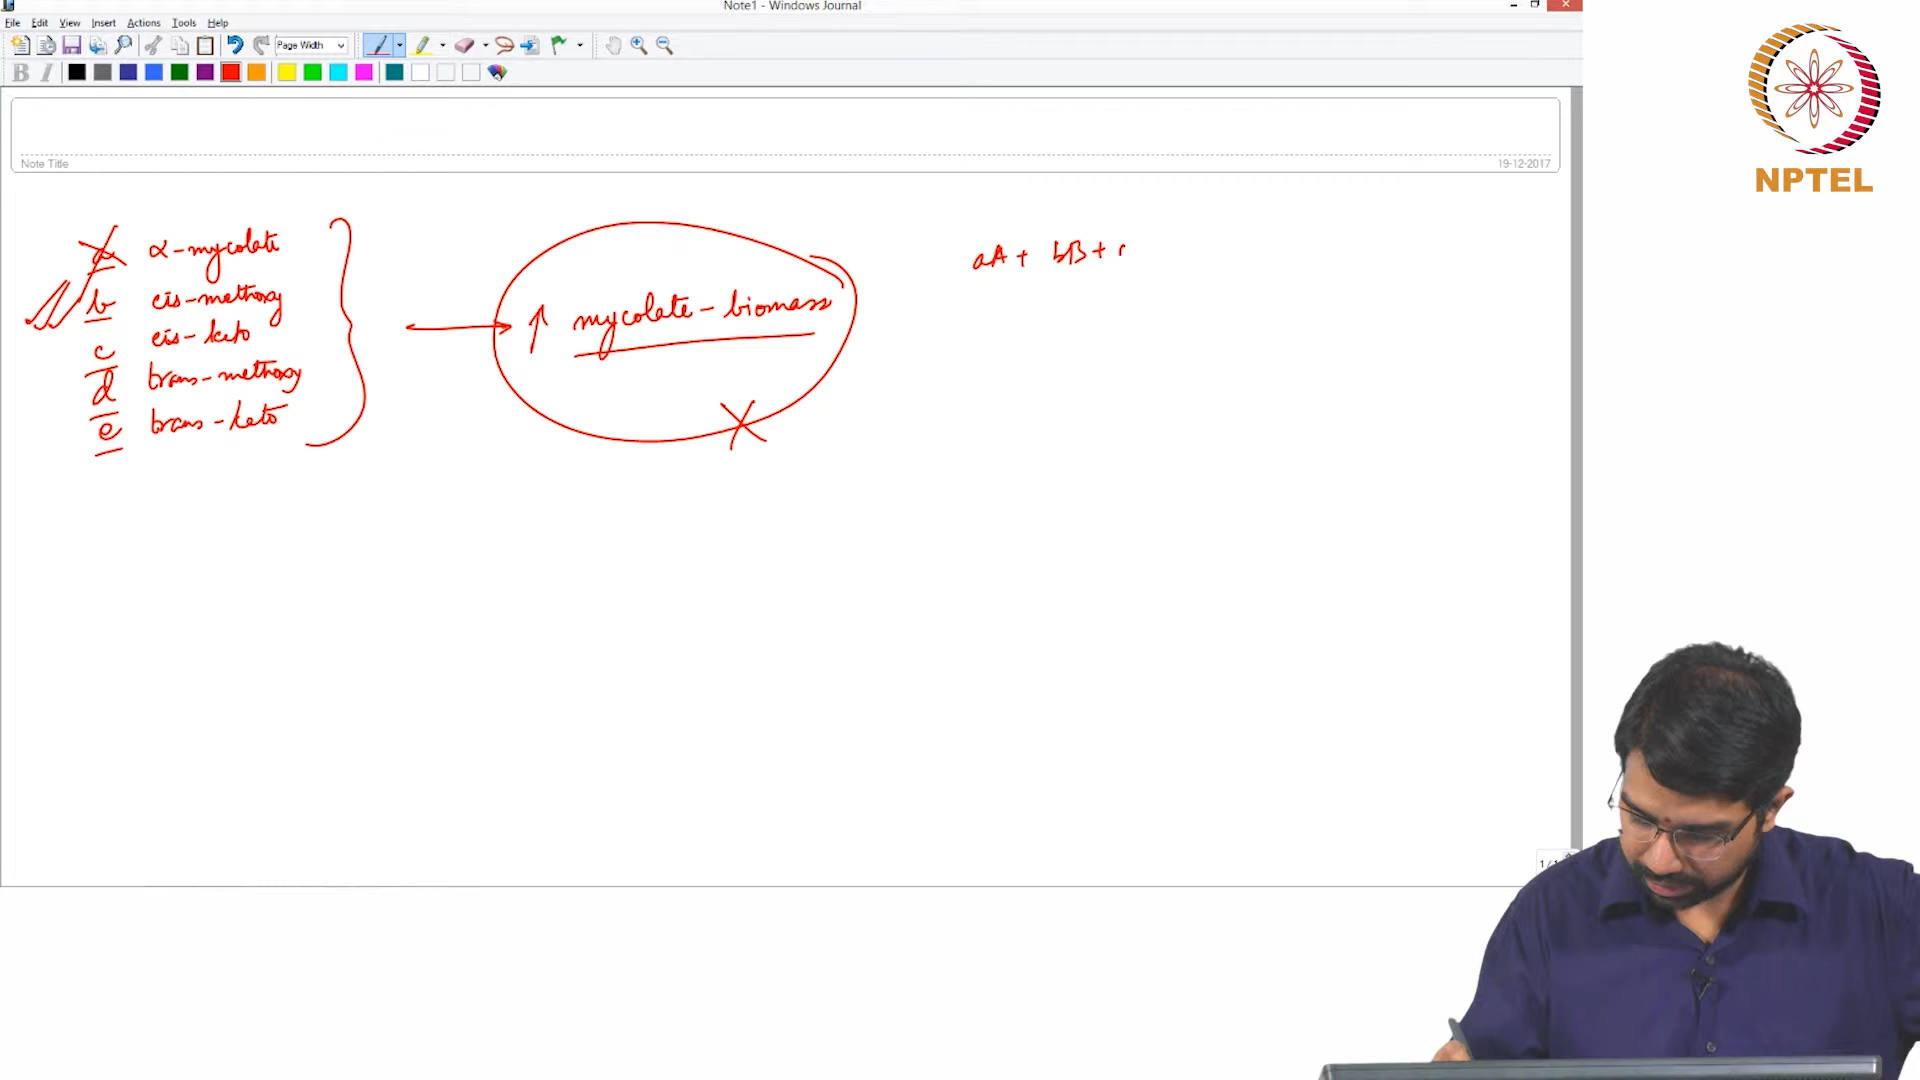 Note1 - Windows Journal
File Edit View Insert Actions Tools Help
Page Width
B I
Note Title
19-12-2017
a α-mycolate
b cis-methoxy
c cis-keto
d trans-methoxy
e trans-keto
↑ mycolate-biomass
aA + bB +
NPTEL